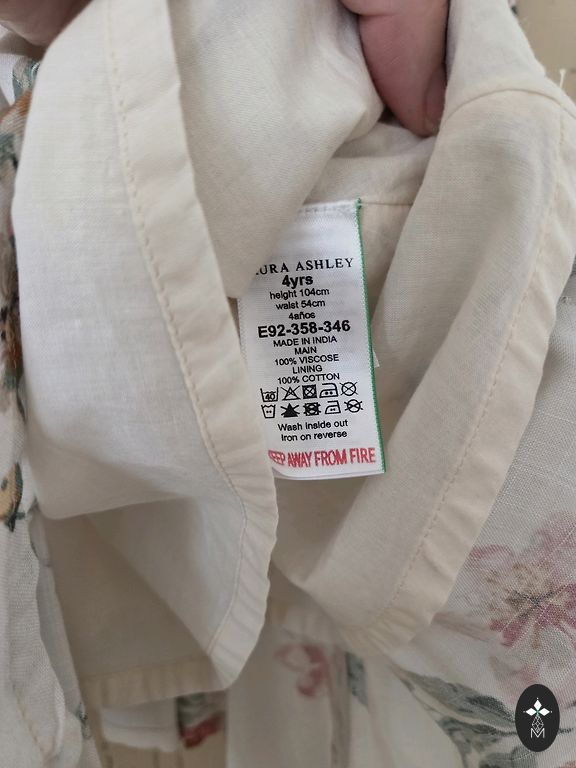 URA ASHLEY
4yrs
height 104cm
waist 54cm
4años
E92-358-346
MADE IN INDIA
MAIN
100% VISCOSE
LINING
100% COTTON
40
Wash inside out
Iron on reverse
EEP AWAY FROM FIRE
M